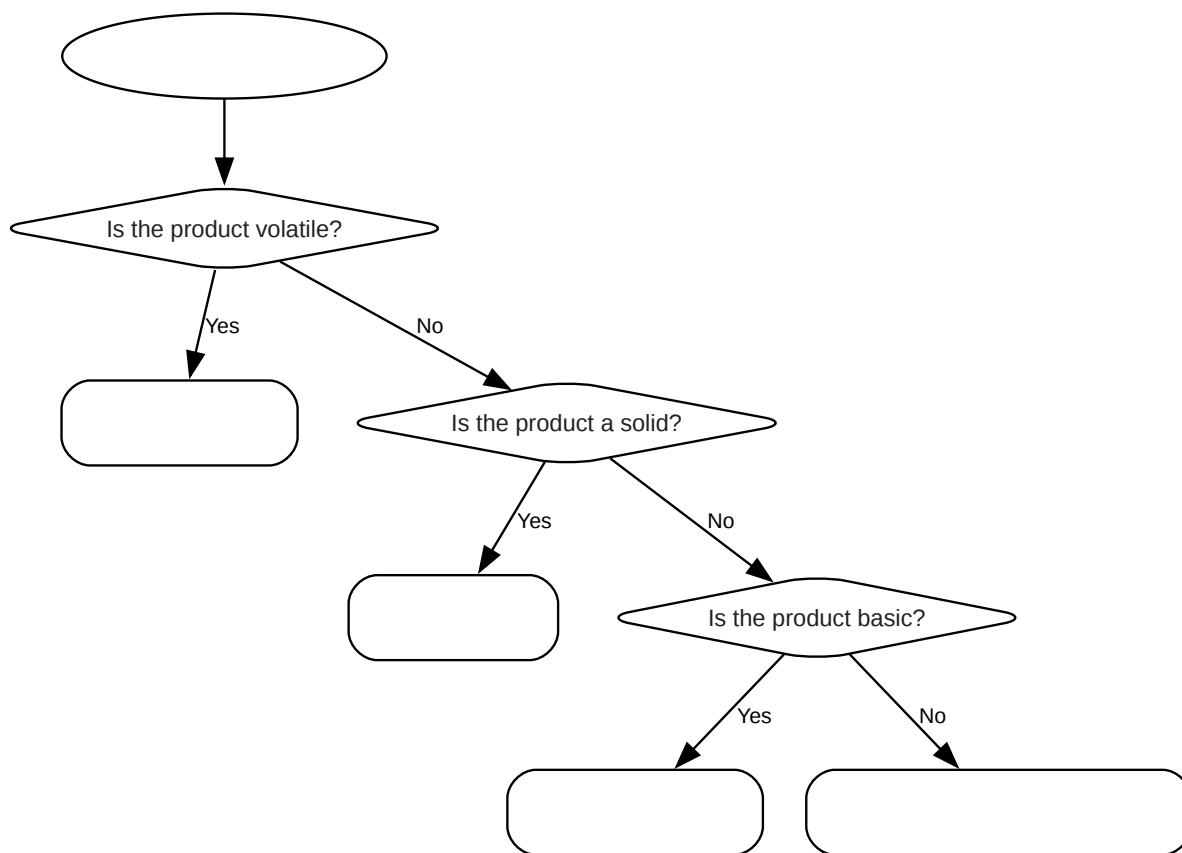 Is the product volatile?
Yes
No
Is the product a solid?
Yes
No
Is the product basic?
Yes
No